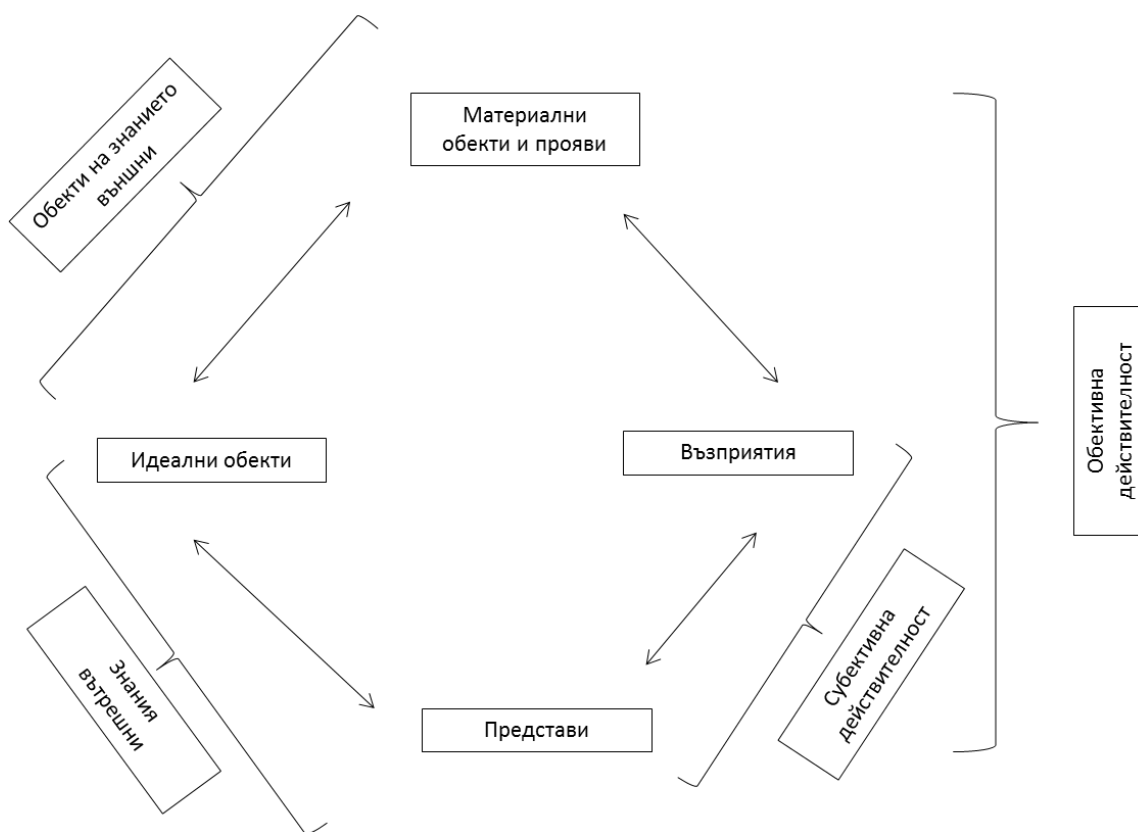 Обекти на знанието
външни
Материални
обекти и прояви
Обективна
действителност
Идеални обекти
Възприятия
Знания
вътрешни
Представи
Субективна
действителност